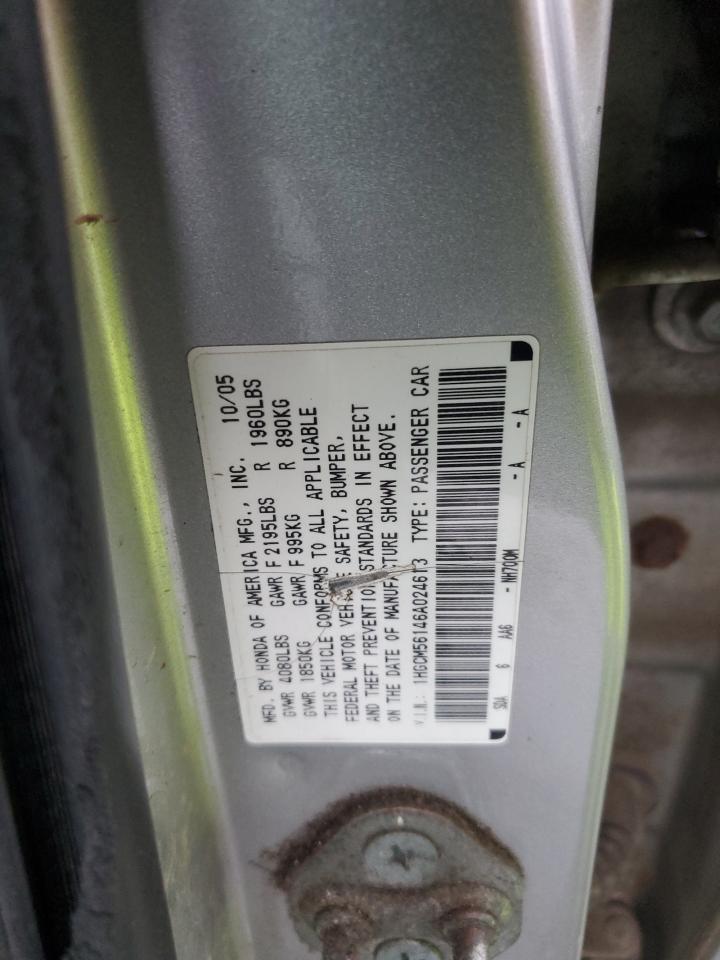 MFD. BY HONDA OF AMERICA MFG., INC. 10/05
GVWR 4080LBS GAWR F 2195LBS R 1960LBS
GVWR 1850KG GAWR F 995KG R 890KG
THIS VEHICLE CONFORMS TO ALL APPLICABLE
FEDERAL MOTOR VEHICLE SAFETY, BUMPER,
AND THEFT PREVENTION STANDARDS IN EFFECT
ON THE DATE OF MANUFACTURE SHOWN ABOVE.
V.I.N.: 1HGCM56146A024613 TYPE: PASSENGER CAR
SDA 6 AA6 - NH700M - A - A